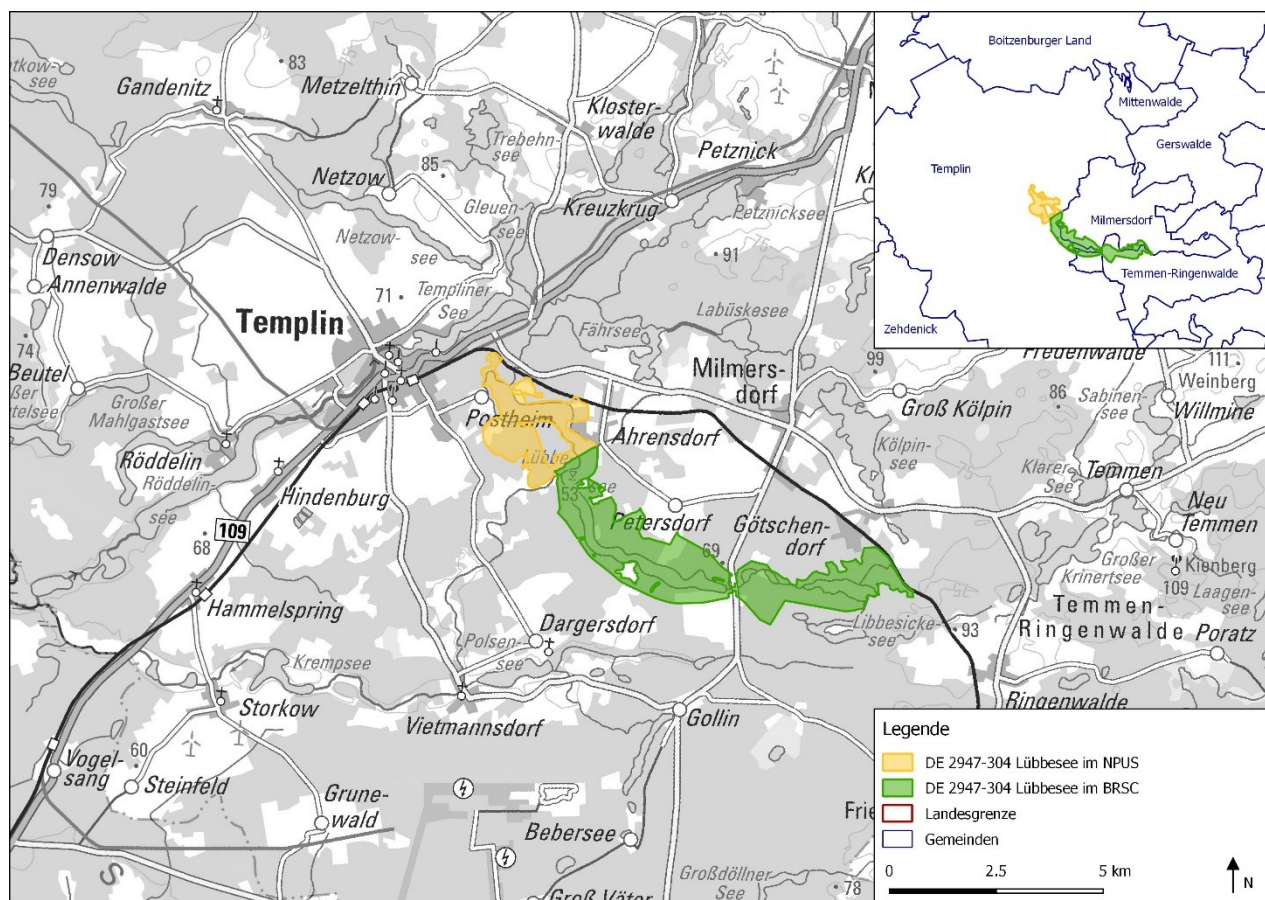 83
Gandenitz
Metzelthin
Kloster-
walde
Trebehn-
see
Petznick
85
Netzow
79
Gleuen-
see
Kreuzkrug
Petznicksee
75
Netzow-
see
Densow
Annenwalde
91
71
Templiner
See
Templin
Fährsee
Labüskesee
74
Beutel
Großer
Mahlgastsee
Milmers-
dorf
99
Groß Kölpin
86
Sabinen-
see
111
Weinberg
Willmine
Postheim
Ahrensdorf
Röddelin
Röddelin-
see
Lübbe
see
53
Kölpin-
see
Klarer-
see
Temmen
Hindenburg
Petersdorf
Götschen-
dorf
Neu
Temmen
109
68
69
Großer
Krinertsee
Kienberg
109
Laagen-
see
Hammelspring
Temmen-
Ringenwalde
Poratz
Dargersdorf
Polsen-
see
Libbesicke-
see
93
Krempsee
Ringenwalde
Storkow
Vietmannsdorf
Gollin
Vogel-
sang
60
Steinfeld
Grune-
wald
Bebersee
Großdöllner
See
78
Groß Väter
S
Boitzenburger Land
Mittenwalde
Gerswalde
Templin
Milmersdorf
Temmen-Ringenwalde
Zehdenick
Legende
DE 2947-304 Lübbesee im NPUS
DE 2947-304 Lübbesee im BRSC
Landesgrenze
Gemeinden
0 2.5 5 km
N